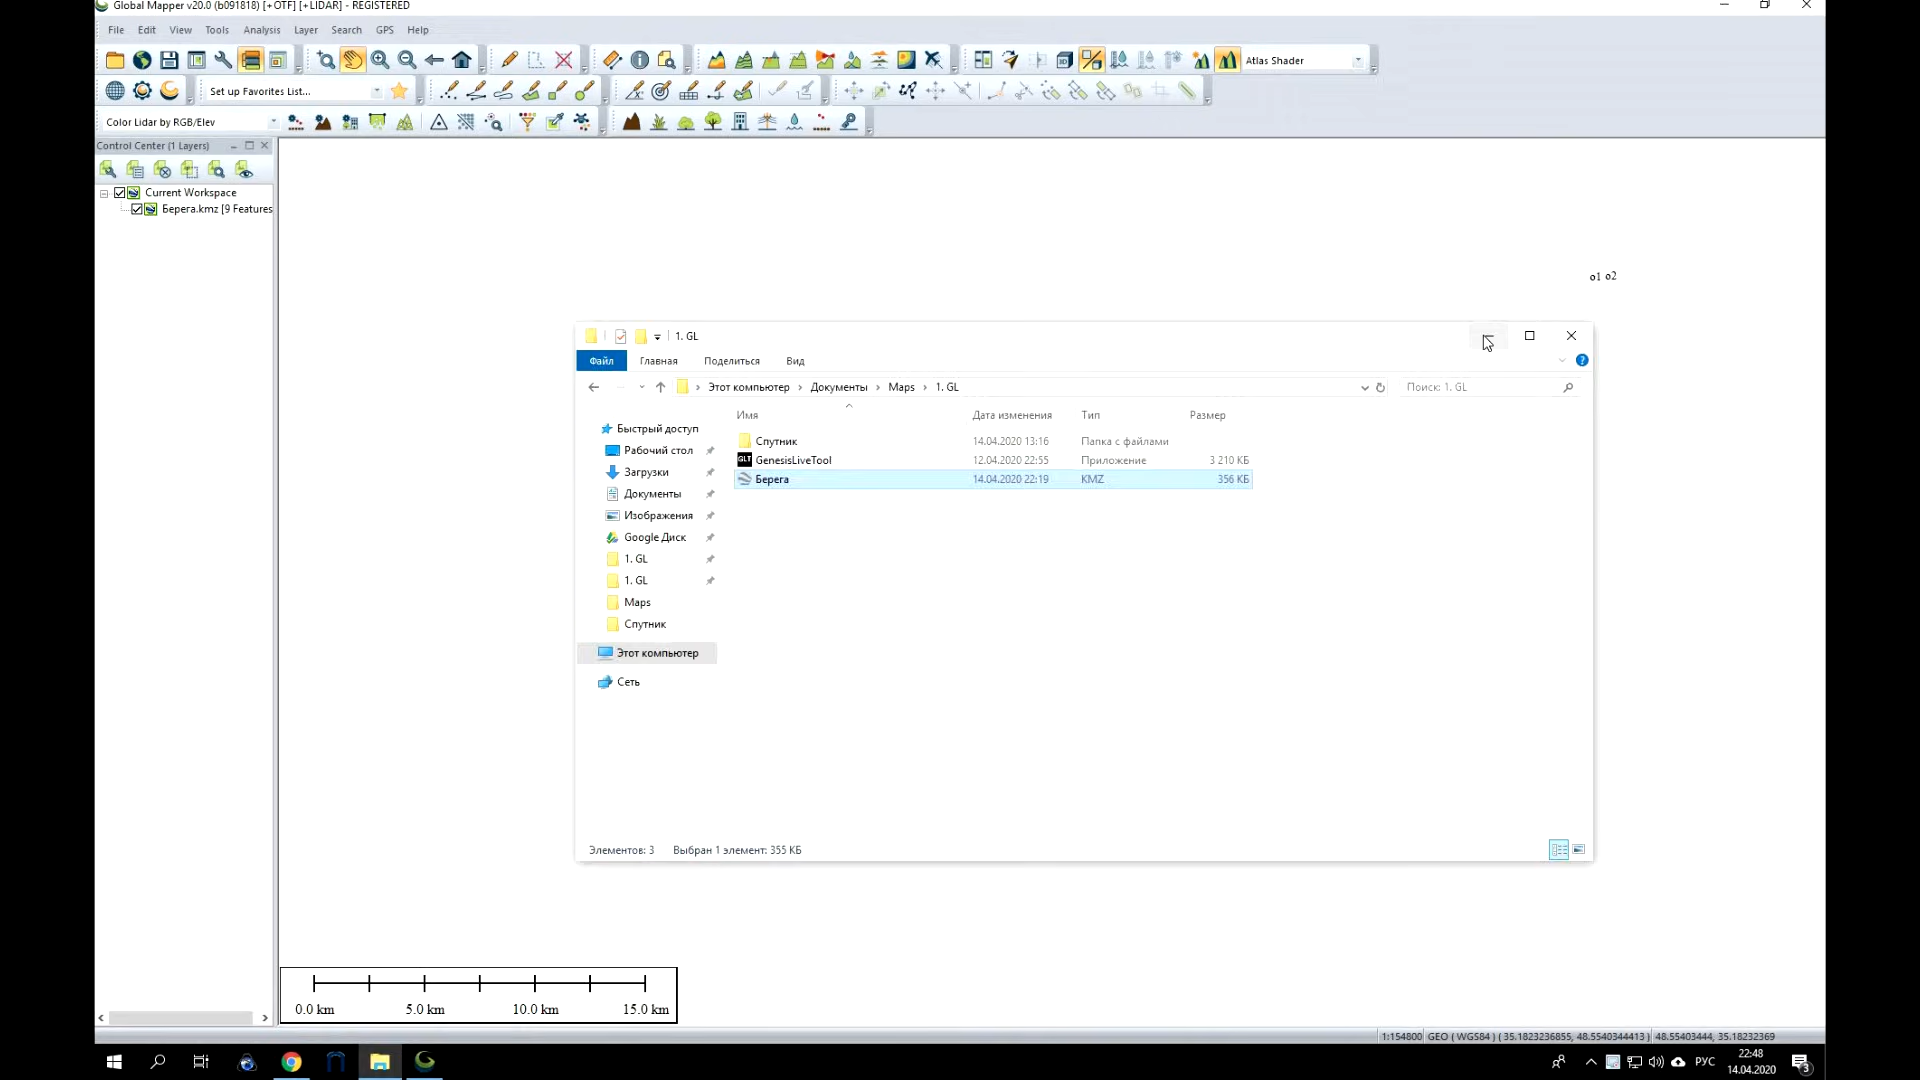 Global Mapper v20.0 (b091818) [+OTF] [+LIDAR] - REGISTERED
File Edit View Tools Analysis Layer Search GPS Help
Atlas Shader
Set up Favorites List...
Color Lidar by RGB/Elev
Control Center (1 Layers)
Current Workspace
Берега.kmz [9 Features
o1 o2
1. GL
Файл Главная Поделиться Вид
Этот компьютер Документы Maps 1. GL
Поиск: 1. GL
Имя Дата изменения Тип Размер
Спутник 14.04.2020 13:16 Папка с файлами
GenesisLiveTool 12.04.2020 22:55 Приложение 3 210 КБ
Берега 14.04.2020 22:19 KMZ 356 КБ
Быстрый доступ
Рабочий стол
Загрузки
Документы
Изображения
Google Диск
1. GL
1. GL
Maps
Спутник
Этот компьютер
Сеть
Элементов: 3 Выбран 1 элемент: 355 КБ
0.0 km 5.0 km 10.0 km 15.0 km
1:154800 GEO ( WGS84 ) ( 35.1823236855, 48.5540344413 ) 48.55403444, 35.18232369
РУС
22:48
14.04.2020
3